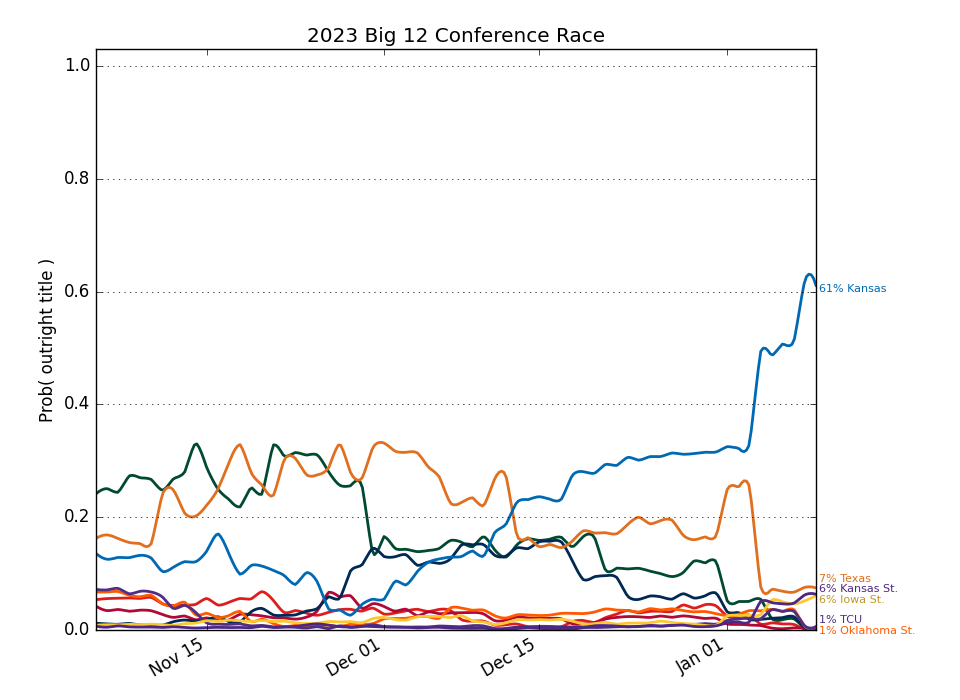 2023 Big 12 Conference Race
1.0
0.8
0.6
0.4
0.2
0.0
Prob( outright title )
61% Kansas
7% Texas
6% Kansas St.
6% Iowa St.
1% TCU
1% Oklahoma St.
Nov 15
Dec 01
Dec 15
Jan 01